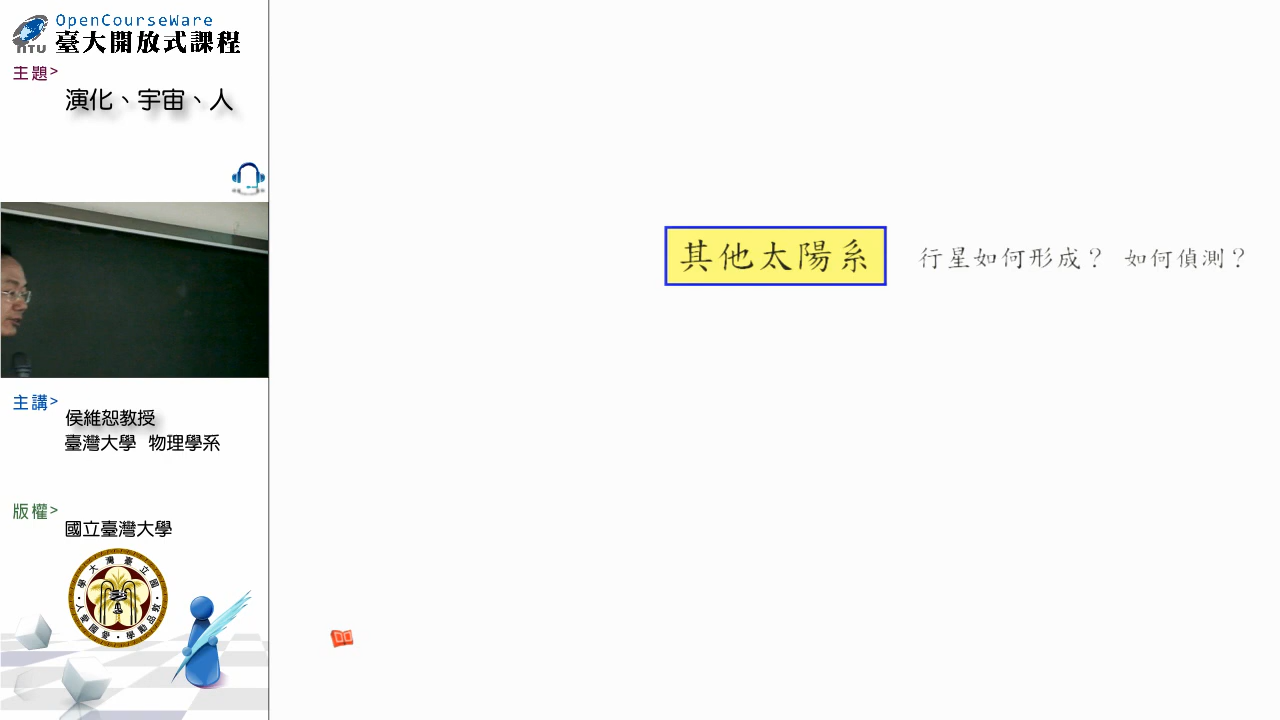 OpenCourseWare
NTU 臺大開放式課程
主題>
演化、宇宙、人
其他太陽系 行星如何形成？ 如何偵測？
主講>
侯維恕教授
臺灣大學 物理學系
版權>
國立臺灣大學